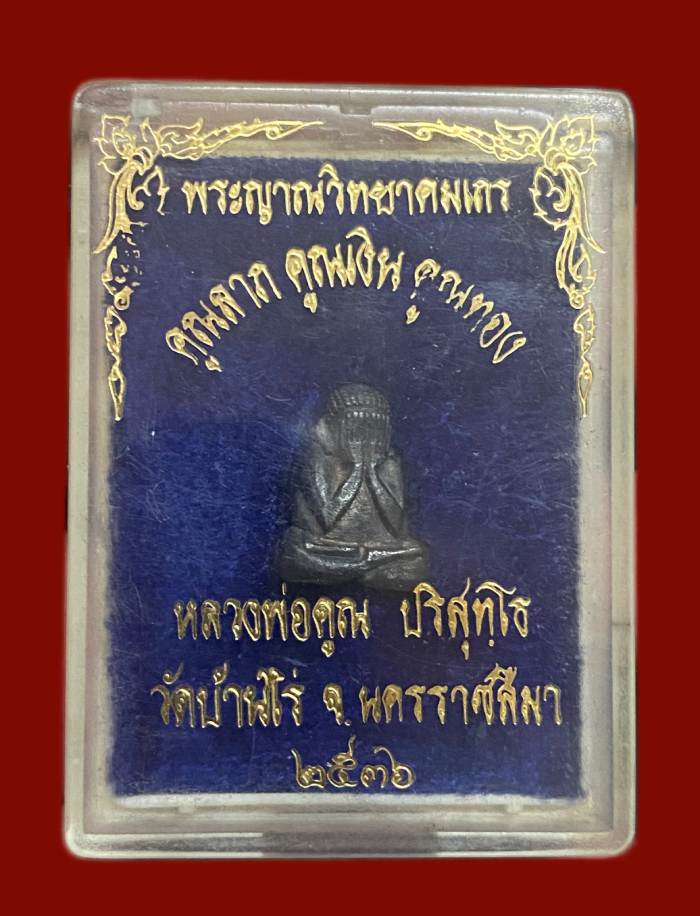 พระญาณวิทยาคมเถร
คูณลาภ คูณเงิน คูณทอง
หลวงพ่อคูณ ปริสุทฺโธ
วัดบ้านไร่ จ.นครราชสีมา
๒๕๓๖